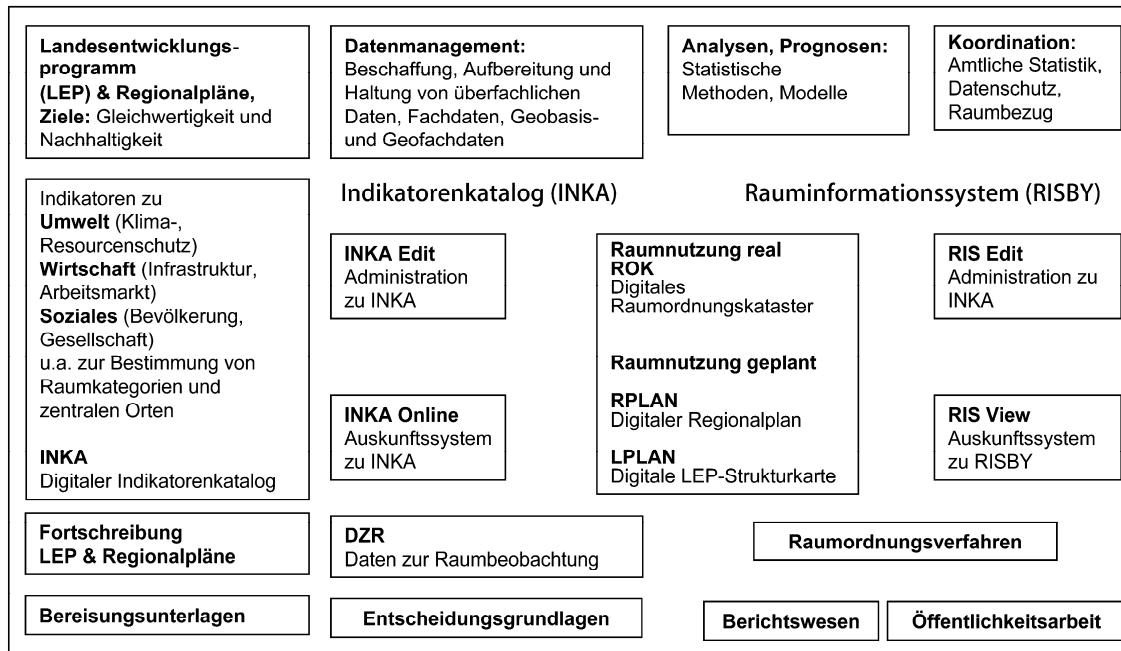 Landesentwicklungs-
programm
(LEP) & Regionalpläne,
Ziele: Gleichwertigkeit und
Nachhaltigkeit
Datenmanagement:
Beschaffung, Aufbereitung und
Haltung von überfachlichen
Daten, Fachdaten, Geobasis-
und Geofachdaten
Analysen, Prognosen:
Statistische
Methoden, Modelle
Koordination:
Amtliche Statistik,
Datenschutz,
Raumbezug
Indikatoren zu
Umwelt (Klima-,
Resourcenschutz)
Wirtschaft (Infrastruktur,
Arbeitsmarkt)
Soziales (Bevölkerung,
Gesellschaft)
u.a. zur Bestimmung von
Raumkategorien und
zentralen Orten
INKA
Digitaler Indikatorenkatalog
Indikatorenkatalog (INKA)
Rauminformationssystem (RISBY)
INKA Edit
Administration
zu INKA
Raumnutzung real
ROK
Digitales
Raumordnungskataster
Raumnutzung geplant
RPLAN
Digitaler Regionalplan
LPLAN
Digitale LEP-Strukturkarte
RIS Edit
Administration zu
INKA
INKA Online
Auskunftssystem
zu INKA
RIS View
Auskunftssystem
zu RISBY
Fortschreibung
LEP & Regionalpläne
DZR
Daten zur Raumbeobachtung
Raumordnungsverfahren
Bereisungsunterlagen
Entscheidungsgrundlagen
Berichtswesen
Öffentlichkeitsarbeit